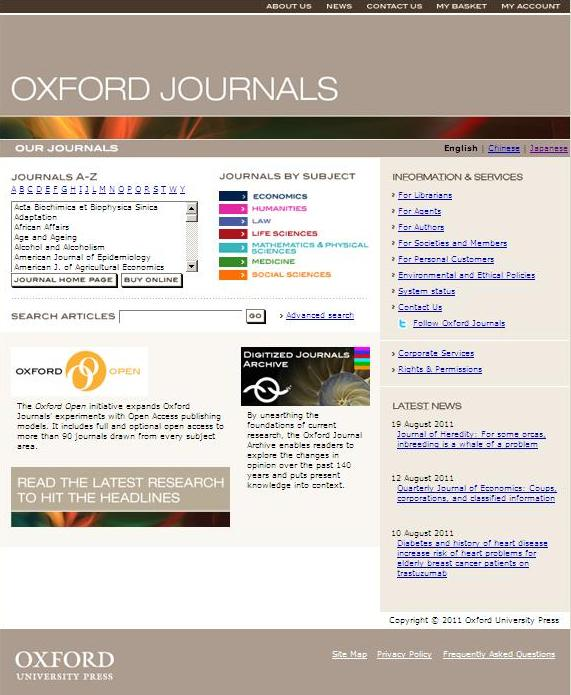 ABOUT US NEWS CONTACT US MY BASKET MY ACCOUNT
OXFORD JOURNALS
OUR JOURNALS
English | Chinese | Japanese
JOURNALS A-Z
A B C D E F G H I J L M N O P Q R S T W Y
Acta Biochimica et Biophysica Sinica
Adaptation
African Affairs
Age and Ageing
Alcohol and Alcoholism
American Journal of Epidemiology
American J. of Agricultural Economics
JOURNAL HOME PAGE BUY ONLINE
JOURNALS BY SUBJECT
ECONOMICS
HUMANITIES
LAW
LIFE SCIENCES
MATHEMATICS & PHYSICAL
SCIENCES
MEDICINE
SOCIAL SCIENCES
SEARCH ARTICLES GO Advanced search
OXFORD OPEN
The Oxford Open initiative expands Oxford
Journals' experiments with Open Access publishing
models. It includes full and optional open access to
more than 90 journals drawn from every subject
area.
READ THE LATEST RESEARCH
TO HIT THE HEADLINES
DIGITIZED JOURNALS
ARCHIVE
By unearthing the
foundations of current
research, the Oxford Journal
Archive enables readers to
explore the changes in
opinion over the past 140
years and puts present
knowledge into context.
INFORMATION & SERVICES
For Librarians
For Agents
For Authors
For Societies and Members
For Personal Customers
Environmental and Ethical Policies
System status
Contact Us
Follow Oxford Journals
Corporate Services
Rights & Permissions
LATEST NEWS
19 August 2011
Journal of Heredity: For some orcas,
inbreeding is a whale of a problem
12 August 2011
Quarterly Journal of Economics: Coups,
corporations, and classified information
10 August 2011
Diabetes and history of heart disease
increase risk of heart problems for
elderly breast cancer patients on
trastuzumab
Copyright © 2011 Oxford University Press
OXFORD
UNIVERSITY PRESS
Site Map Privacy Policy Frequently Asked Questions